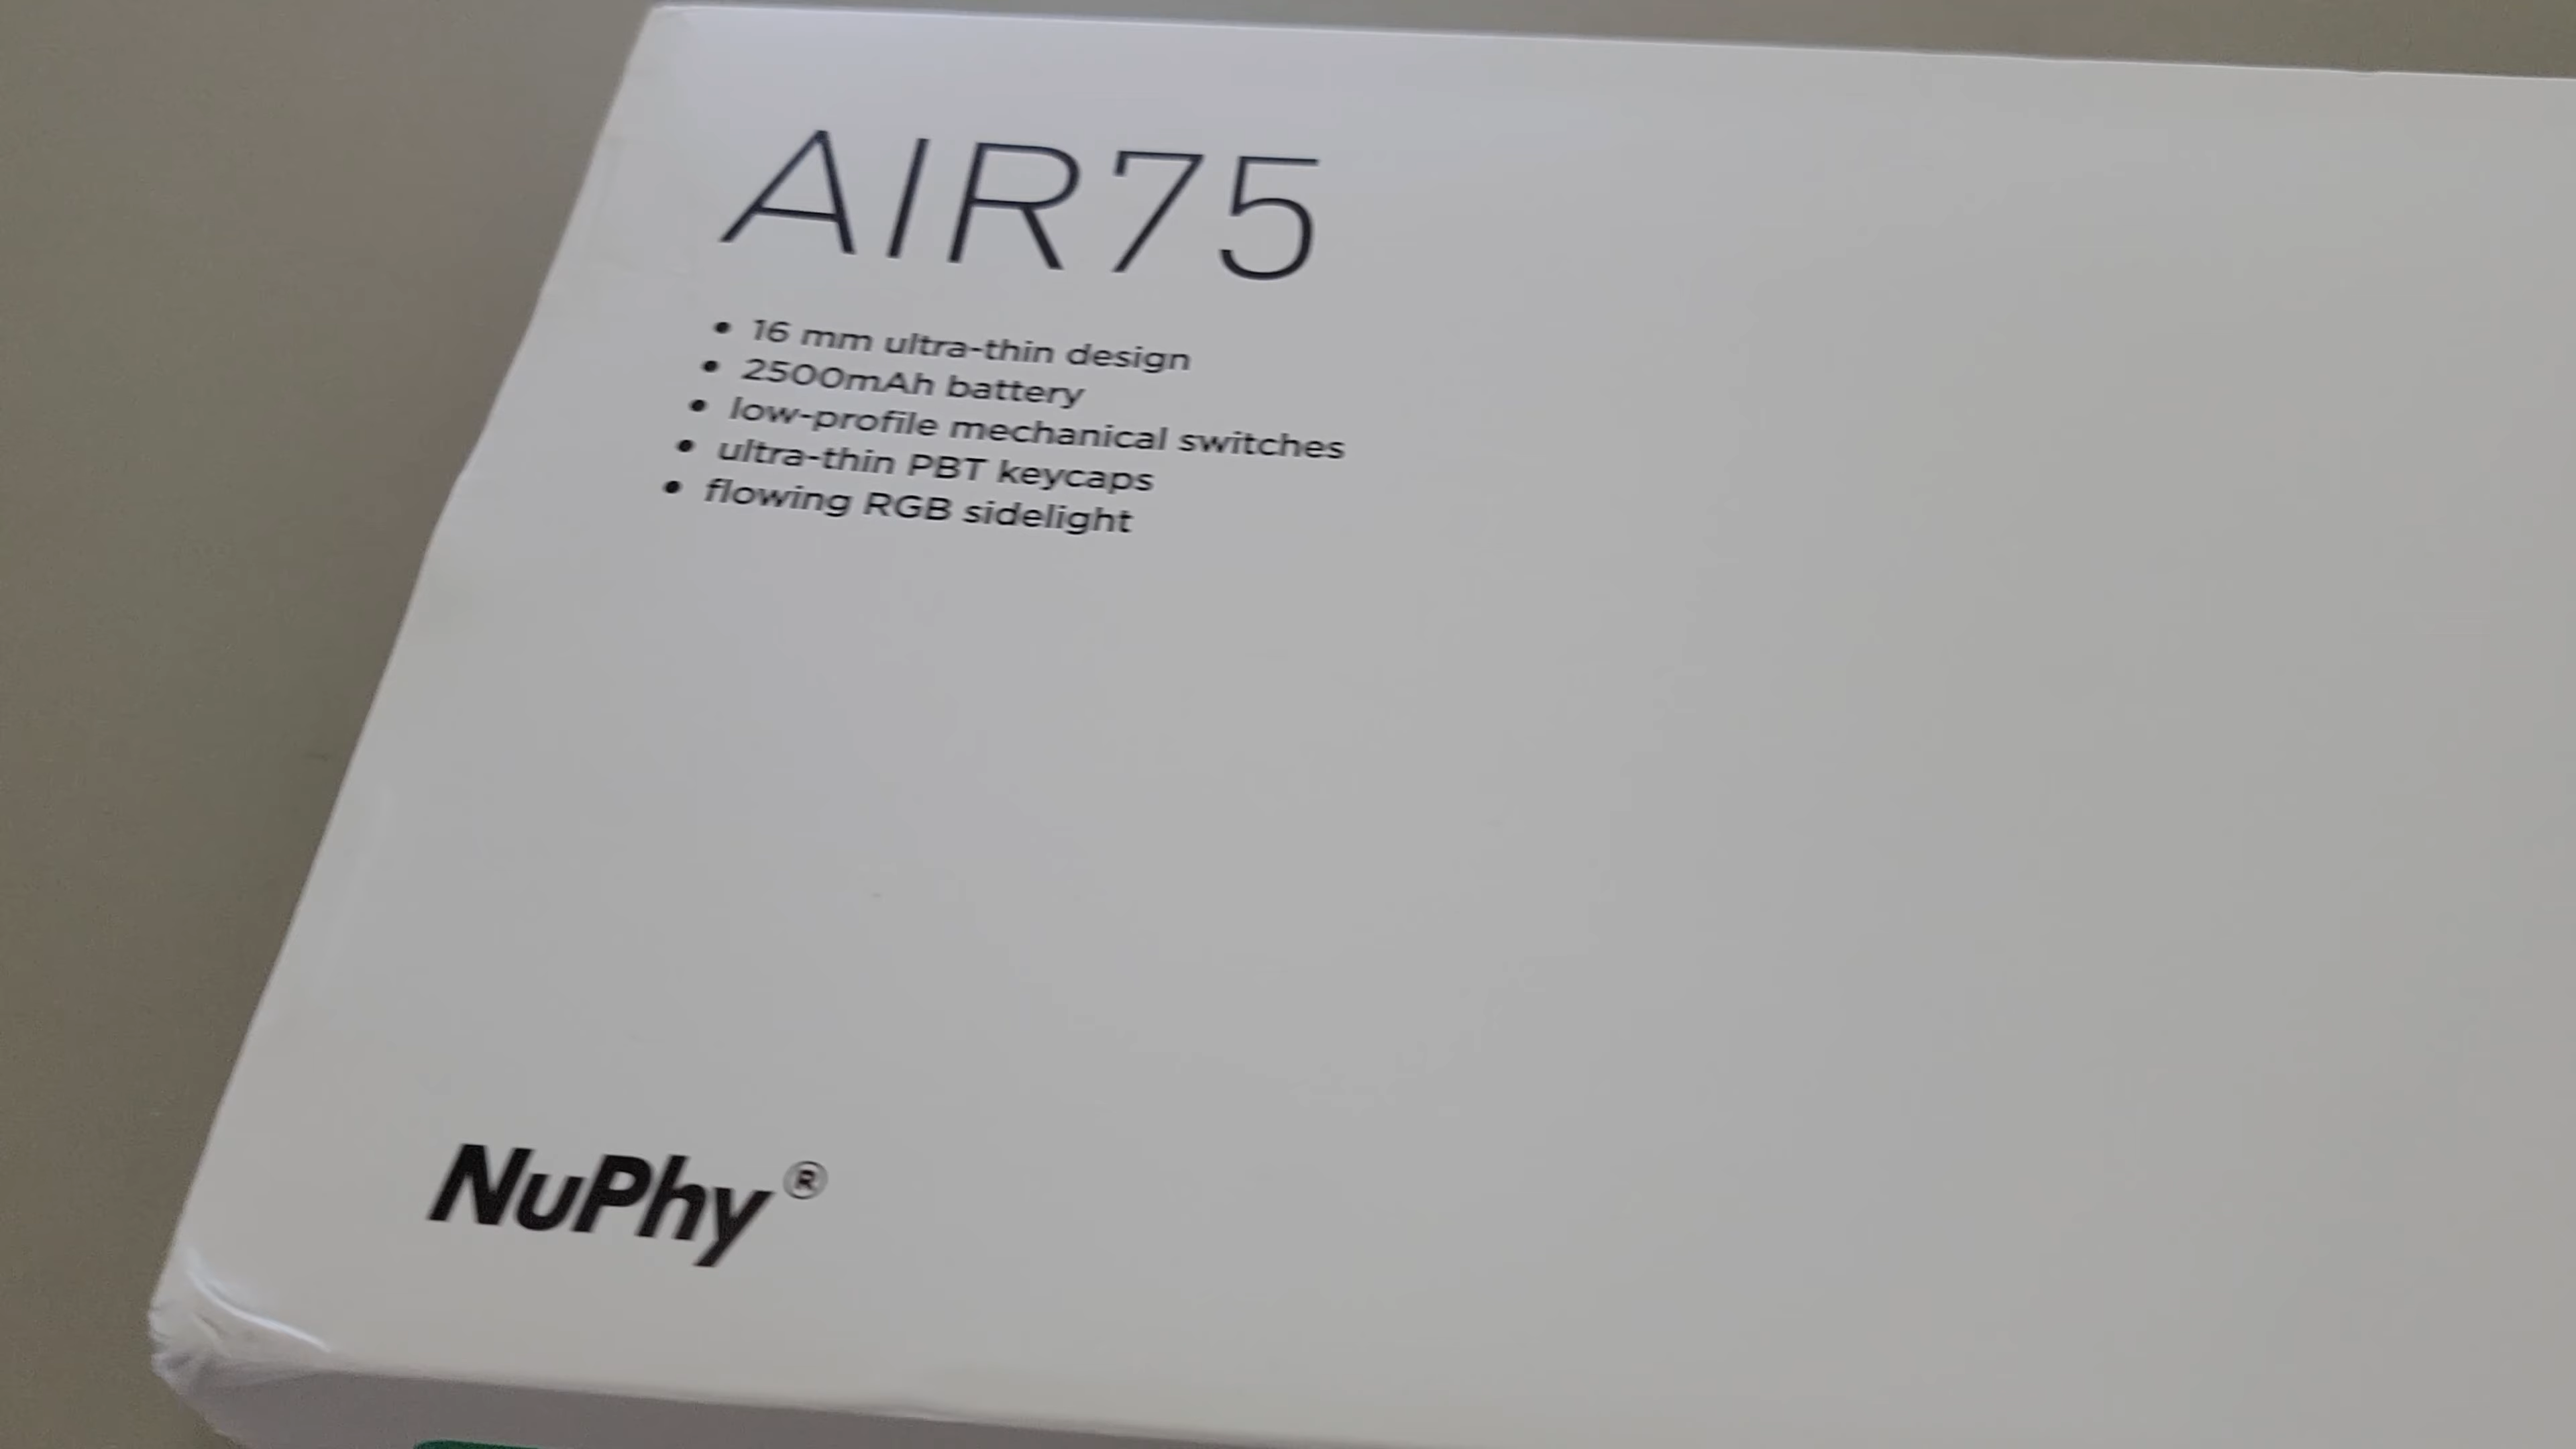 AIR75
• 16 mm ultra-thin design
• 2500mAh battery
• low-profile mechanical switches
• ultra-thin PBT keycaps
• flowing RGB sidelight
NuPhy®